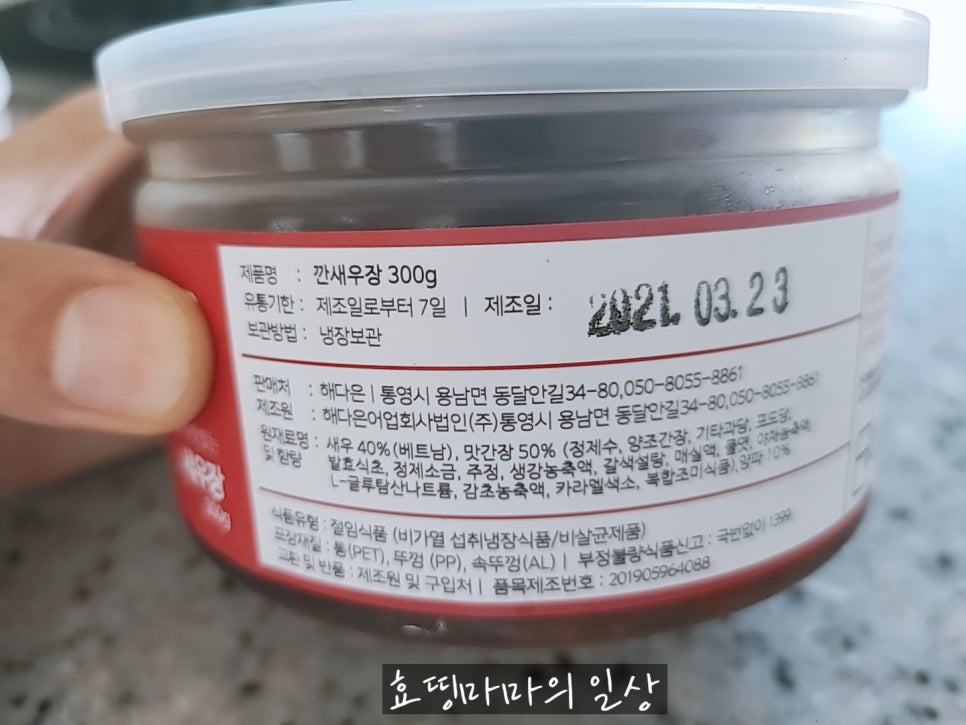 제품명 : 깐새우장 300g
유통기한 : 제조일로부터 7일 | 제조일 : 2021. 03. 23
보관방법 : 냉장보관
판매처 : 해다은 | 통영시 용남면 동달안길34-80,050-8055-8861
제조원 : 해다은어업회사법인(주)통영시 용남면 동달안길34-80,050-8055-8861
원재료명 및 함량 : 새우 40%(베트남), 맛간장 50% (정제수, 양조간장, 기타과당, 포도당,
발효식초, 정제소금, 주정, 생강농축액, 갈색설탕, 매실액, 물엿, 야채농축액,
L-글루탐산나트륨, 감초농축액, 카라멜색소, 복합조미식품),양파 10%
식품유형 : 절임식품 (비가열 섭취냉장식품/비살균제품)
포장재질 : 통(PET), 뚜껑 (PP), 속뚜껑(AL) | 부정불량식품신고 : 국번없이 1399
교환 및 반품 : 제조원 및 구입처 | 품목제조번호 : 201905964088
새우장
300g
효띵마마의 일상